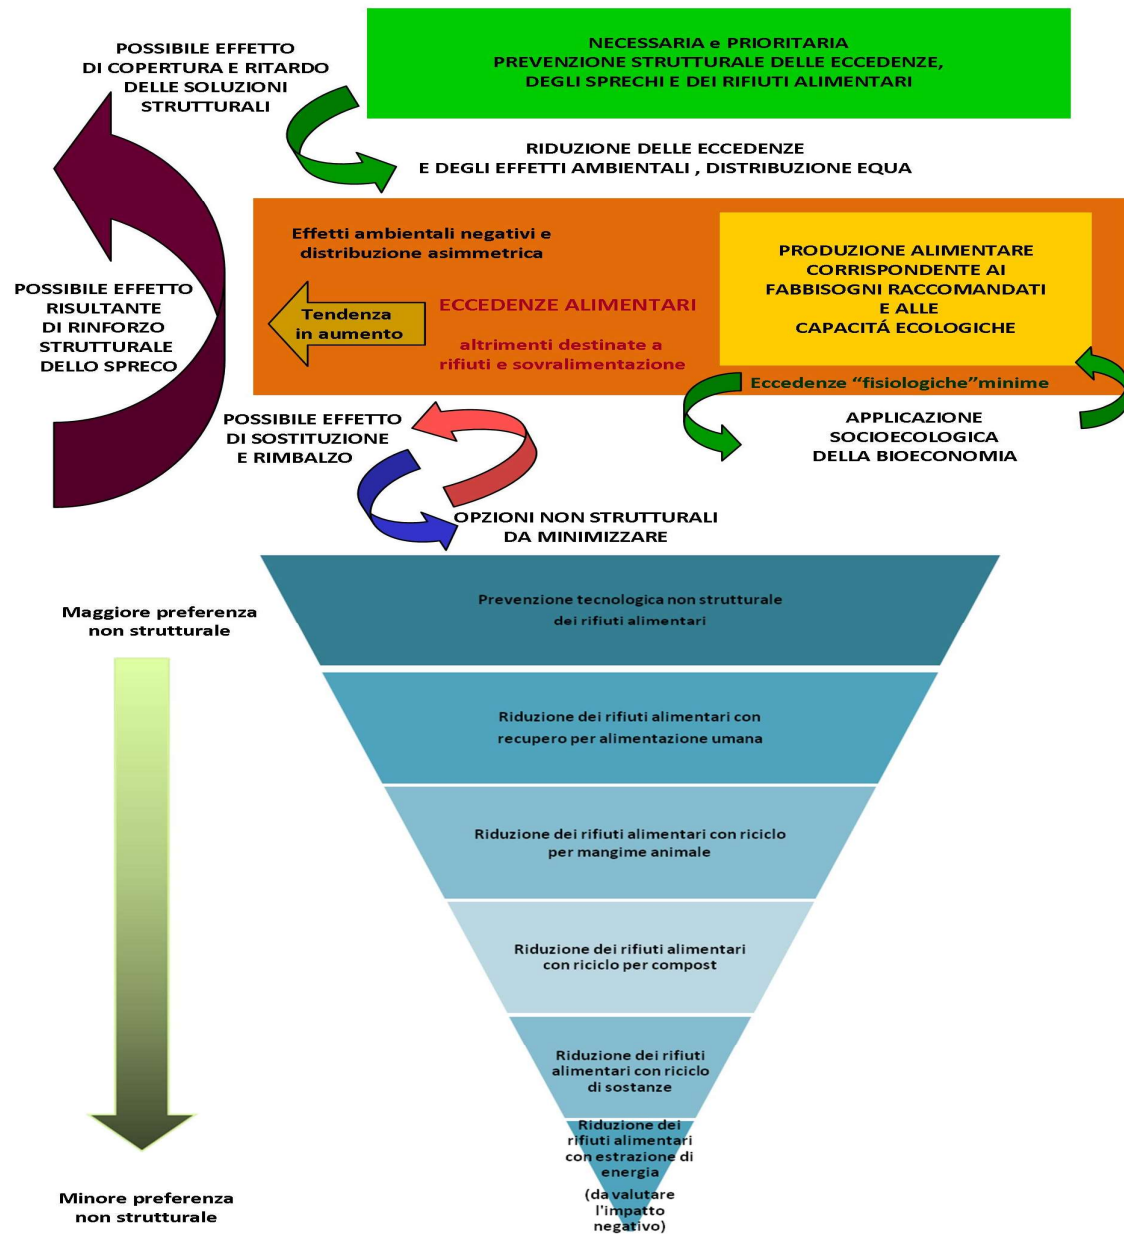 POSSIBILE EFFETTO
DI COPERTURA E RITARDO
DELLE SOLUZIONI
STRUTTURALI
NECESSARIA e PRIORITARIA
PREVENZIONE STRUTTURALE DELLE ECCEDENZE,
DEGLI SPRECHI E DEI RIFIUTI ALIMENTARI
RIDUZIONE DELLE ECCEDENZE
E DEGLI EFFETTI AMBIENTALI , DISTRIBUZIONE EQUA
Effetti ambientali negativi e
distribuzione asimmetrica
Tendenza
in aumento
ECCEDENZE ALIMENTARI
altrimenti destinate a
rifiuti e sovralimentazione
PRODUZIONE ALIMENTARE
CORRISPONDENTE AI
FABBISOGNI RACCOMANDATI
E ALLE
CAPACITÁ ECOLOGICHE
Eccedenze “fisiologiche”minime
POSSIBILE EFFETTO
RISULTANTE
DI RINFORZO
STRUTTURALE
DELLO SPRECO
POSSIBILE EFFETTO
DI SOSTITUZIONE
E RIMBALZO
APPLICAZIONE
SOCIOECOLOGICA
DELLA BIOECONOMIA
OPZIONI NON STRUTTURALI
DA MINIMIZZARE
Maggiore preferenza
non strutturale
Prevenzione tecnologica non strutturale
dei rifiuti alimentari
Riduzione dei rifiuti alimentari con
recupero per alimentazione umana
Riduzione dei rifiuti alimentari con riciclo
per mangime animale
Riduzione dei rifiuti alimentari
con riciclo per compost
Riduzione dei rifiuti
alimentari con riciclo
di sostanze
Riduzione dei
rifiuti alimentari
con estrazione di
energia
(da valutare
l'impatto
negativo)
Minore preferenza
non strutturale